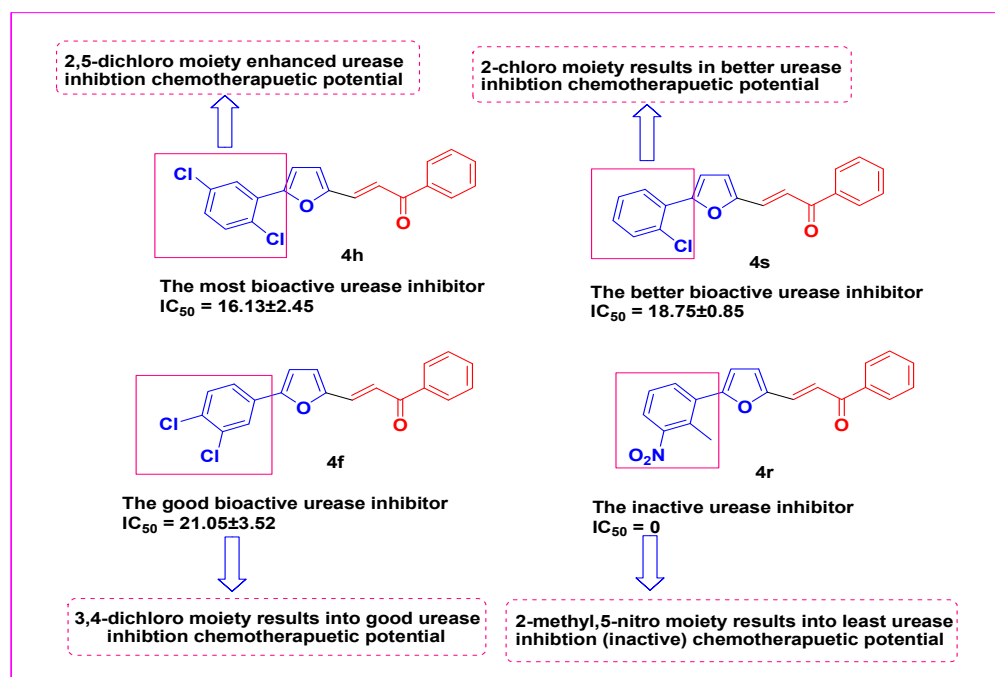 2,5-dichloro moiety enhanced urease
inhibtion chemotherapuetic potential
2-chloro moiety results in better urease
inhibtion chemotherapuetic potential
Cl
Cl
O
O
4h
The most bioactive urease inhibitor
IC50 = 16.13±2.45
Cl
O
O
4s
The better bioactive urease inhibitor
IC50 = 18.75±0.85
Cl
Cl
O
O
4f
The good bioactive urease inhibitor
IC50 = 21.05±3.52
O2N
O
O
4r
The inactive urease inhibitor
IC50 = 0
3,4-dichloro moiety results into good urease
inhibtion chemotherapuetic potential
2-methyl,5-nitro moiety results into least urease
inhibtion (inactive) chemotherapuetic potential